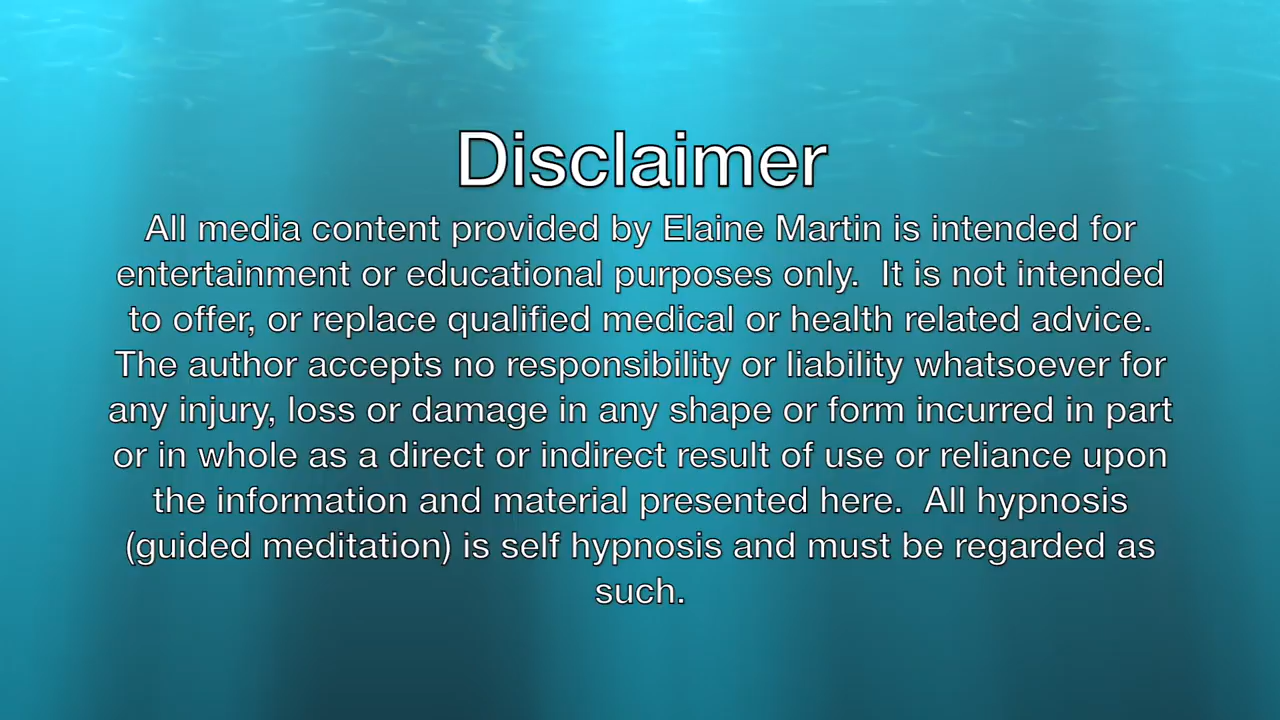 Disclaimer
All media content provided by Elaine Martin is intended for
entertainment or educational purposes only.  It is not intended
to offer, or replace qualified medical or health related advice.
The author accepts no responsibility or liability whatsoever for
any injury, loss or damage in any shape or form incurred in part
or in whole as a direct or indirect result of use or reliance upon
the information and material presented here.  All hypnosis
(guided meditation) is self hypnosis and must be regarded as
such.